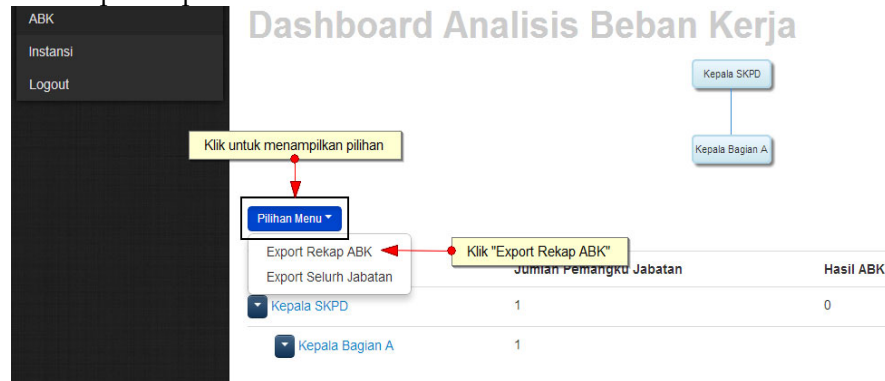 ABK
Instansi
Logout
Dashboard Analisis Beban Kerja
Kepala SKPD
Kepala Bagian A
Klik untuk menampilkan pilihan
Pilihan Menu
Export Rekap ABK
Klik "Export Rekap ABK"
Export Selurh Jabatan
Jumlah Pemangku Jabatan
Hasil ABK
Kepala SKPD
1
0
Kepala Bagian A
1